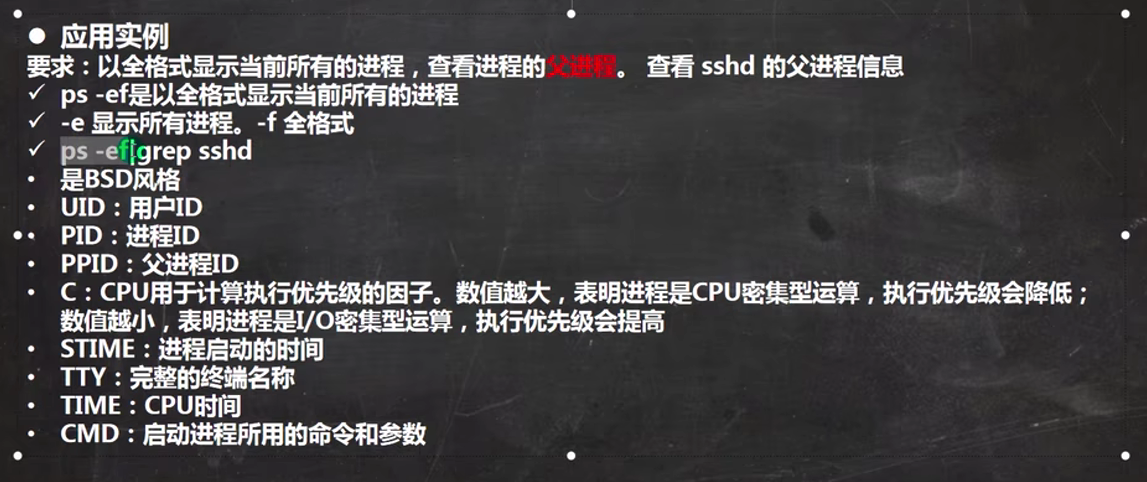 ● 应用实例
要求：以全格式显示当前所有的进程，查看进程的父进程。 查看 sshd 的父进程信息
✓ ps -ef是以全格式显示当前所有的进程
✓ -e 显示所有进程。-f 全格式
✓ ps -ef|grep sshd
• 是BSD风格
• UID：用户ID
• PID：进程ID
• PPID：父进程ID
• C：CPU用于计算执行优先级的因子。数值越大，表明进程是CPU密集型运算，执行优先级会降低；
数值越小，表明进程是I/O密集型运算，执行优先级会提高
• STIME：进程启动的时间
• TTY：完整的终端名称
• TIME：CPU时间
• CMD：启动进程所用的命令和参数